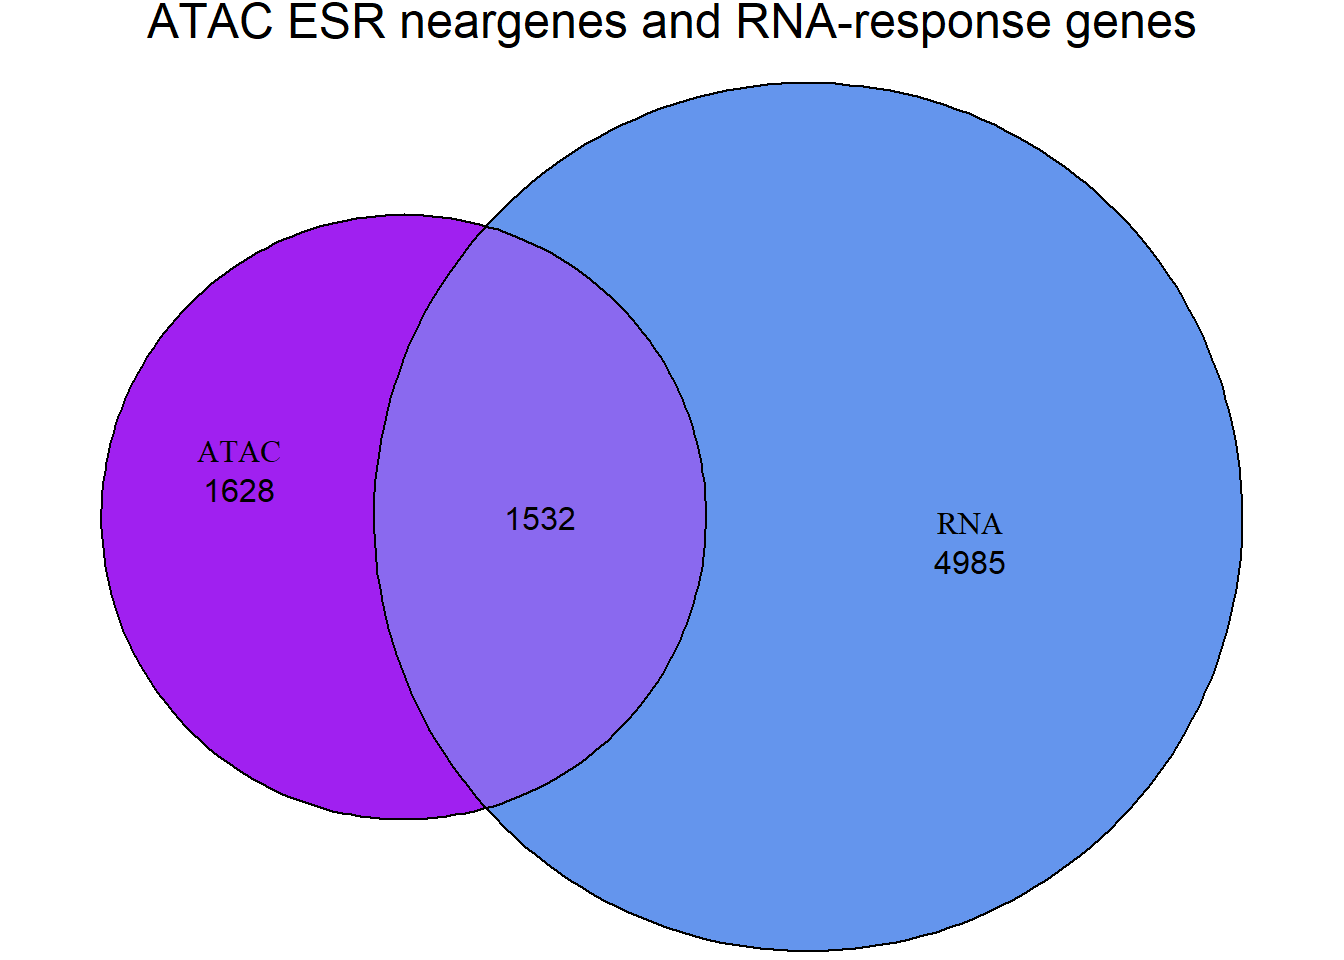 ATAC ESR neargenes and RNA-response genes
ATAC
1628
1532
RNA
4985